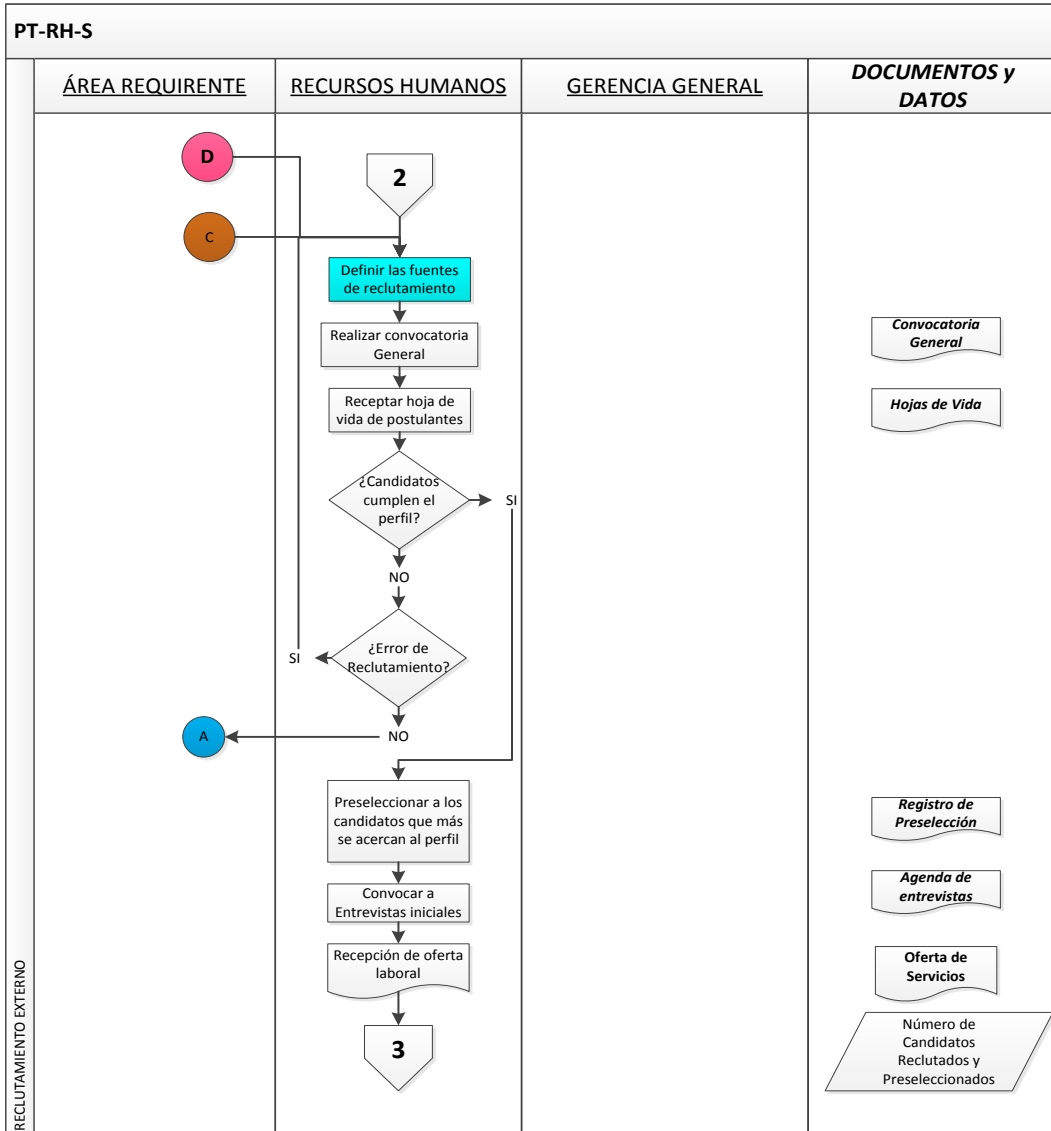 PT-RH-S
ÁREA REQUIRENTE
RECURSOS HUMANOS
GERENCIA GENERAL
DOCUMENTOS y
DATOS
D
2
C
Definir las fuentes
de reclutamiento
Realizar convocatoria
General
Convocatoria
General
Receptar hoja de
vida de postulantes
Hojas de Vida
¿Candidatos
cumplen el
perfil?
SI
NO
¿Error de
Reclutamiento?
SI
A
NO
Preseleccionar a los
candidatos que más
se acercan al perfil
Registro de
Preselección
Convocar a
Entrevistas iniciales
Agenda de
entrevistas
Recepción de oferta
laboral
Oferta de
Servicios
3
Número de
Candidatos
Reclutados y
Preseleccionados
RECLUTAMIENTO EXTERNO